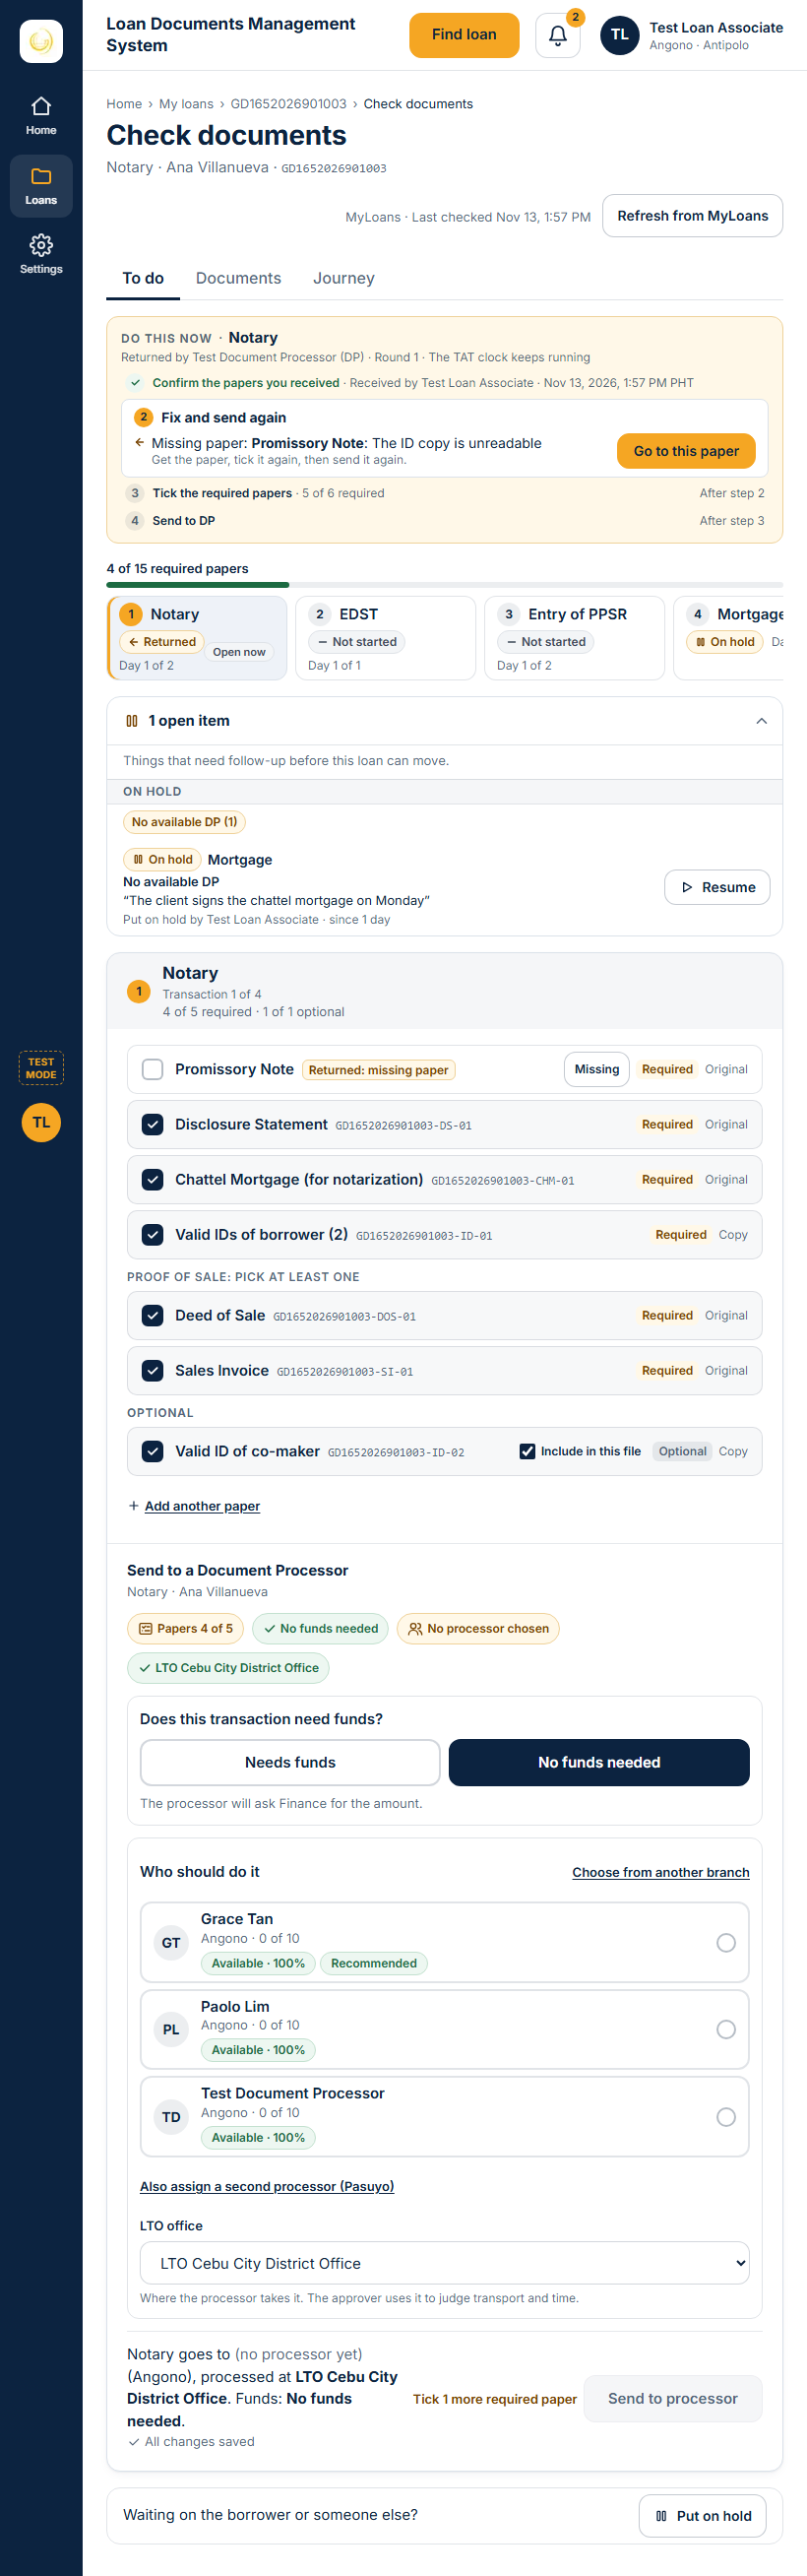 Loan Documents Management System
Find loan
2
TL
Test Loan Associate
Angono · Antipolo
Home
Loans
Settings
TEST MODE
TL
Home › My loans › GD1652026901003 › Check documents
Check documents
Notary · Ana Villanueva · GD1652026901003
MyLoans · Last checked Nov 13, 1:57 PM
Refresh from MyLoans
To do
Documents
Journey
DO THIS NOW · Notary
Returned by Test Document Processor (DP) · Round 1 · The TAT clock keeps running
Confirm the papers you received · Received by Test Loan Associate · Nov 13, 2026, 1:57 PM PHT
2 Fix and send again
Missing paper: Promissory Note: The ID copy is unreadable
Get the paper, tick it again, then send it again.
Go to this paper
3 Tick the required papers · 5 of 6 required
After step 2
4 Send to DP
After step 3
4 of 15 required papers
1 Notary
Returned
Open now
Day 1 of 2
2 EDST
Not started
Day 1 of 1
3 Entry of PPSR
Not started
Day 1 of 2
4 Mortgage
On hold
Da
1 open item
Things that need follow-up before this loan can move.
ON HOLD
No available DP (1)
On hold Mortgage
No available DP
“The client signs the chattel mortgage on Monday”
Put on hold by Test Loan Associate · since 1 day
Resume
1
Notary
Transaction 1 of 4
4 of 5 required · 1 of 1 optional
Promissory Note Returned: missing paper Missing Required Original
Disclosure Statement GD1652026901003-DS-01 Required Original
Chattel Mortgage (for notarization) GD1652026901003-CHM-01 Required Original
Valid IDs of borrower (2) GD1652026901003-ID-01 Required Copy
PROOF OF SALE: PICK AT LEAST ONE
Deed of Sale GD1652026901003-DOS-01 Required Original
Sales Invoice GD1652026901003-SI-01 Required Original
OPTIONAL
Valid ID of co-maker GD1652026901003-ID-02 Include in this file Optional Copy
+ Add another paper
Send to a Document Processor
Notary · Ana Villanueva
Papers 4 of 5
No funds needed
No processor chosen
LTO Cebu City District Office
Does this transaction need funds?
Needs funds
No funds needed
The processor will ask Finance for the amount.
Who should do it
Choose from another branch
GT
Grace Tan
Angono · 0 of 10
Available · 100%
Recommended
PL
Paolo Lim
Angono · 0 of 10
Available · 100%
TD
Test Document Processor
Angono · 0 of 10
Available · 100%
Also assign a second processor (Pasuyo)
LTO office
LTO Cebu City District Office
Where the processor takes it. The approver uses it to judge transport and time.
Notary goes to (no processor yet)
(Angono), processed at LTO Cebu City
District Office. Funds: No funds
needed.
All changes saved
Tick 1 more required paper
Send to processor
Waiting on the borrower or someone else?
Put on hold